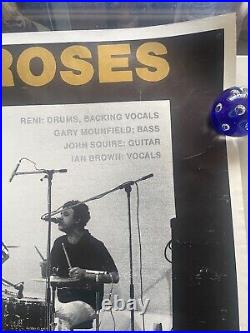 ROSES
RENI: DRUMS, BACKING VOCALS
GARY MOUNFIELD: BASS
JOHN SQUIRE: GUITAR
IAN BROWN: VOCALS